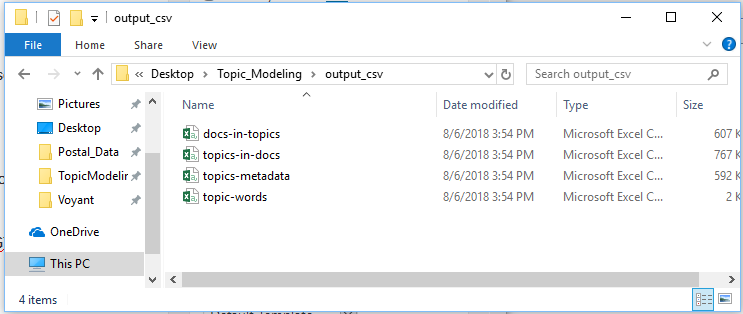 output_csv
File Home Share View
Desktop Topic_Modeling output_csv
Search output_csv
Name Date modified Type Size
Pictures
Desktop
Postal_Data
TopicModelin
Voyant
OneDrive
This PC
docs-in-topics 8/6/2018 3:54 PM Microsoft Excel C... 607 K
topics-in-docs 8/6/2018 3:54 PM Microsoft Excel C... 767 K
topics-metadata 8/6/2018 3:54 PM Microsoft Excel C... 592 K
topic-words 8/6/2018 3:54 PM Microsoft Excel C... 2 K
4 items